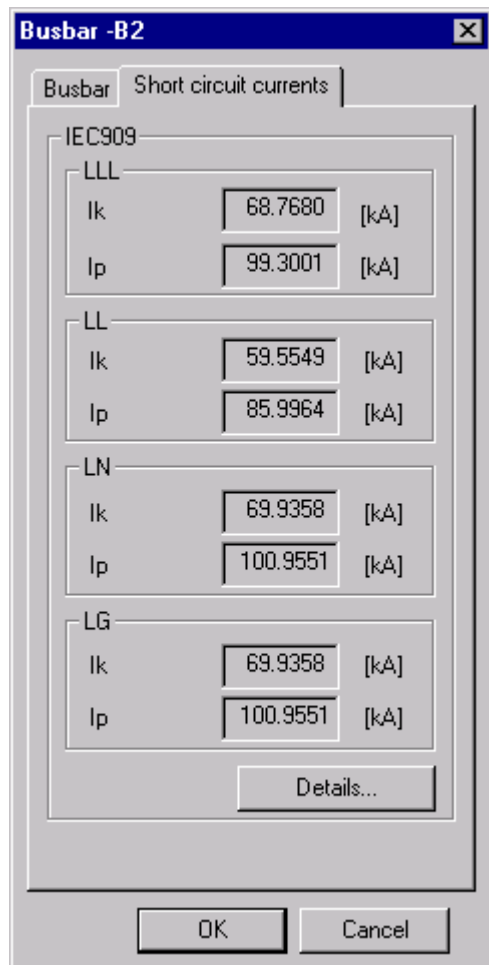 Busbar -B2
Busbar Short circuit currents
IEC909
LLL
Ik 68.7680 [kA]
Ip 99.3001 [kA]
LL
Ik 59.5549 [kA]
Ip 85.9964 [kA]
LN
Ik 69.9358 [kA]
Ip 100.9551 [kA]
LG
Ik 69.9358 [kA]
Ip 100.9551 [kA]
Details...
OK Cancel